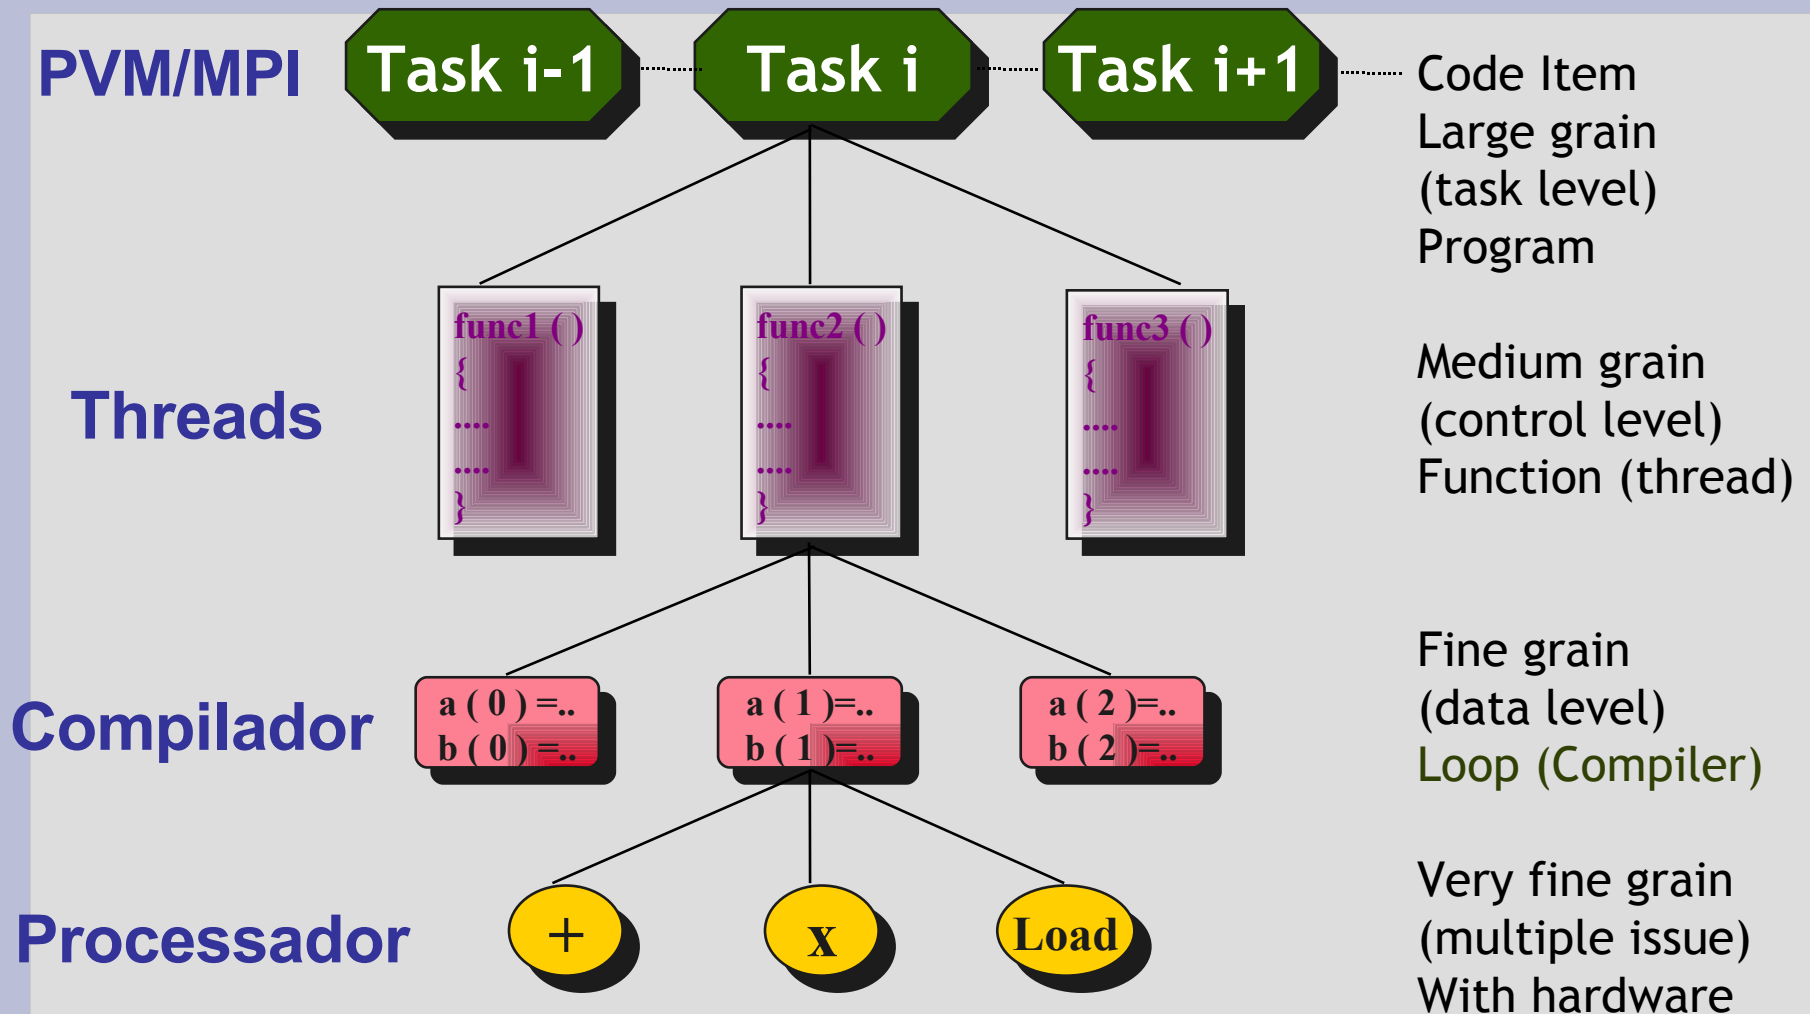 PVM/MPI
Task i-1
Task i
Task i+1
Code Item
Large grain
(task level)
Program
Threads
func1 ( )
{
....
....
}
func2 ( )
{
....
....
}
func3 ( )
{
....
....
}
Medium grain
(control level)
Function (thread)
Compilador
a ( 0 ) =..
b ( 0 ) =..
a ( 1 )=..
b ( 1 )=..
a ( 2 )=..
b ( 2 )=..
Fine grain
(data level)
Loop (Compiler)
Processador
+
x
Load
Very fine grain
(multiple issue)
With hardware